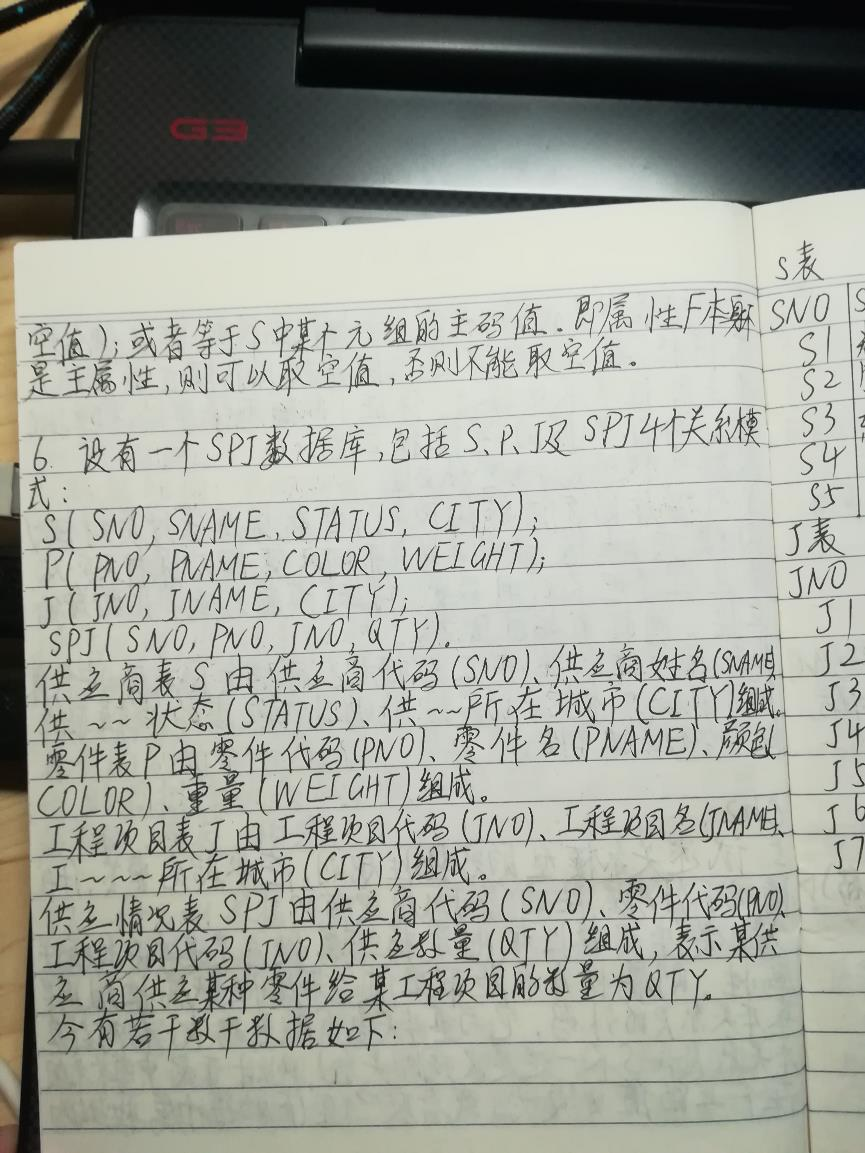 G3
空值);或者等于S中某个元组的主码值.即属性F本身
是主属性,则可以取空值,否则不能取空值。
6. 设有一个SPJ数据库,包括S、P、J及SPJ4个关系模
式:
S(SNO,SNAME,STATUS,CITY);
P(PNO,PNAME,COLOR,WEIGHT);
J(JNO,JNAME,CITY);
SPJ(SNO,PNO,JNO,QTY).
供应商表S由供应商代码(SNO)、供应商姓名(SNAME)、
供~~状态(STATUS)、供~~所在城市(CITY)组成。
零件表P由零件代码(PNO)、零件名(PNAME)、颜色
COLOR)、重量(WEIGHT)组成。
工程项目表J由工程项目代码(JNO)、工程项目名(JNAME)、
工~~~所在城市(CITY)组成。
供应情况表SPJ由供应商代码(SNO)、零件代码(PNO)、
工程项目代码(JNO)、供应数量(QTY)组成,表示某供
应商供应某种零件给某工程项目的数量为QTY。
今有若干数干数据如下:
S表
SNO
S1
S2
S3
S4
S5
J表
JNO
J1
J2
J3
J4
J5
J6
J7